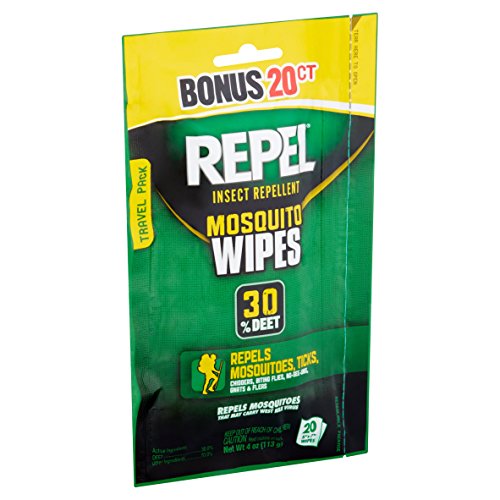 BONUS 20CT
TEAR HERE TO OPEN
REPEL®
INSECT REPELLENT
TRAVEL PACK
MOSQUITO
WIPES
30
% DEET
REPELS
MOSQUITOES, TICKS,
CHIGGERS, BITING FLIES, NO-SEE-UMS,
GNATS & FLEAS
REPELS MOSQUITOES
THAT MAY CARRY WEST NILE VIRUS
20
KEEP OUT OF REACH OF CHILDREN
CAUTION
Net Wt 4 oz (113 g)